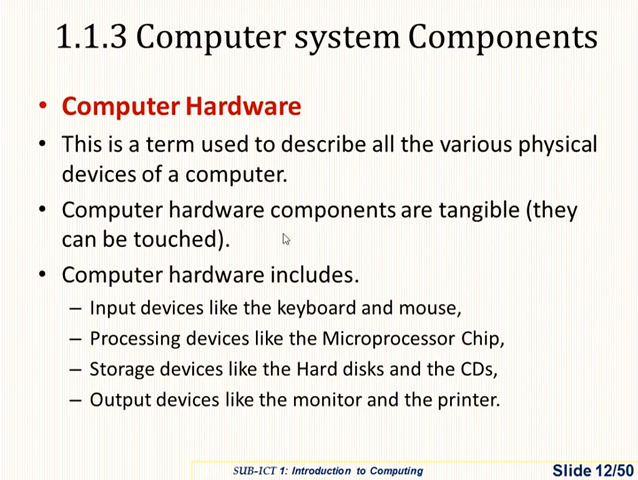 1.1.3 Computer system Components
• Computer Hardware
• This is a term used to describe all the various physical
devices of a computer.
• Computer hardware components are tangible (they
can be touched).
• Computer hardware includes.
– Input devices like the keyboard and mouse,
– Processing devices like the Microprocessor Chip,
– Storage devices like the Hard disks and the CDs,
– Output devices like the monitor and the printer.
SUB-ICT 1: Introduction to Computing
Slide 12/50